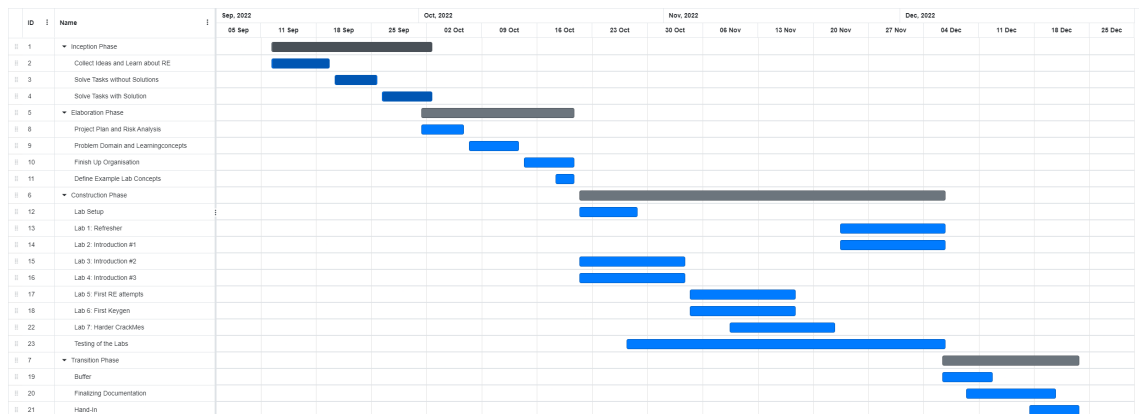 Sep, 2022 Oct, 2022 Nov, 2022 Dec, 2022
ID Name
05 Sep 11 Sep 18 Sep 25 Sep 02 Oct 09 Oct 16 Oct 23 Oct 30 Oct 06 Nov 13 Nov 20 Nov 27 Nov 04 Dec 11 Dec 18 Dec 25 Dec
1 Inception Phase
2 Collect Ideas and Learn about RE
3 Solve Tasks without Solutions
4 Solve Tasks with Solution
5 Elaboration Phase
8 Project Plan and Risk Analysis
9 Problem Domain and Learningconcepts
10 Finish Up Organisation
11 Define Example Lab Concepts
6 Construction Phase
12 Lab Setup
13 Lab 1: Refresher
14 Lab 2: Introduction #1
15 Lab 3: Introduction #2
16 Lab 4: Introduction #3
17 Lab 5: First RE attempts
18 Lab 6: First Keygen
22 Lab 7: Harder CrackMes
23 Testing of the Labs
7 Transition Phase
19 Buffer
20 Finalizing Documentation
21 Hand-In